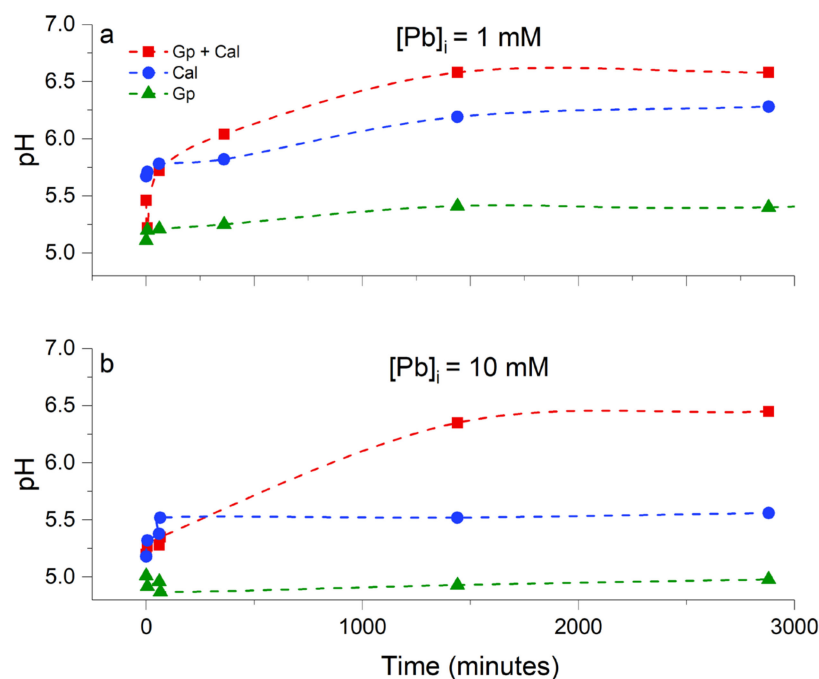 a
[Pb]i = 1 mM
Gp + Cal
Cal
Gp
7.0
6.5
6.0
5.5
5.0
pH
b
[Pb]i = 10 mM
7.0
6.5
6.0
5.5
5.0
pH
0 1000 2000 3000
Time (minutes)